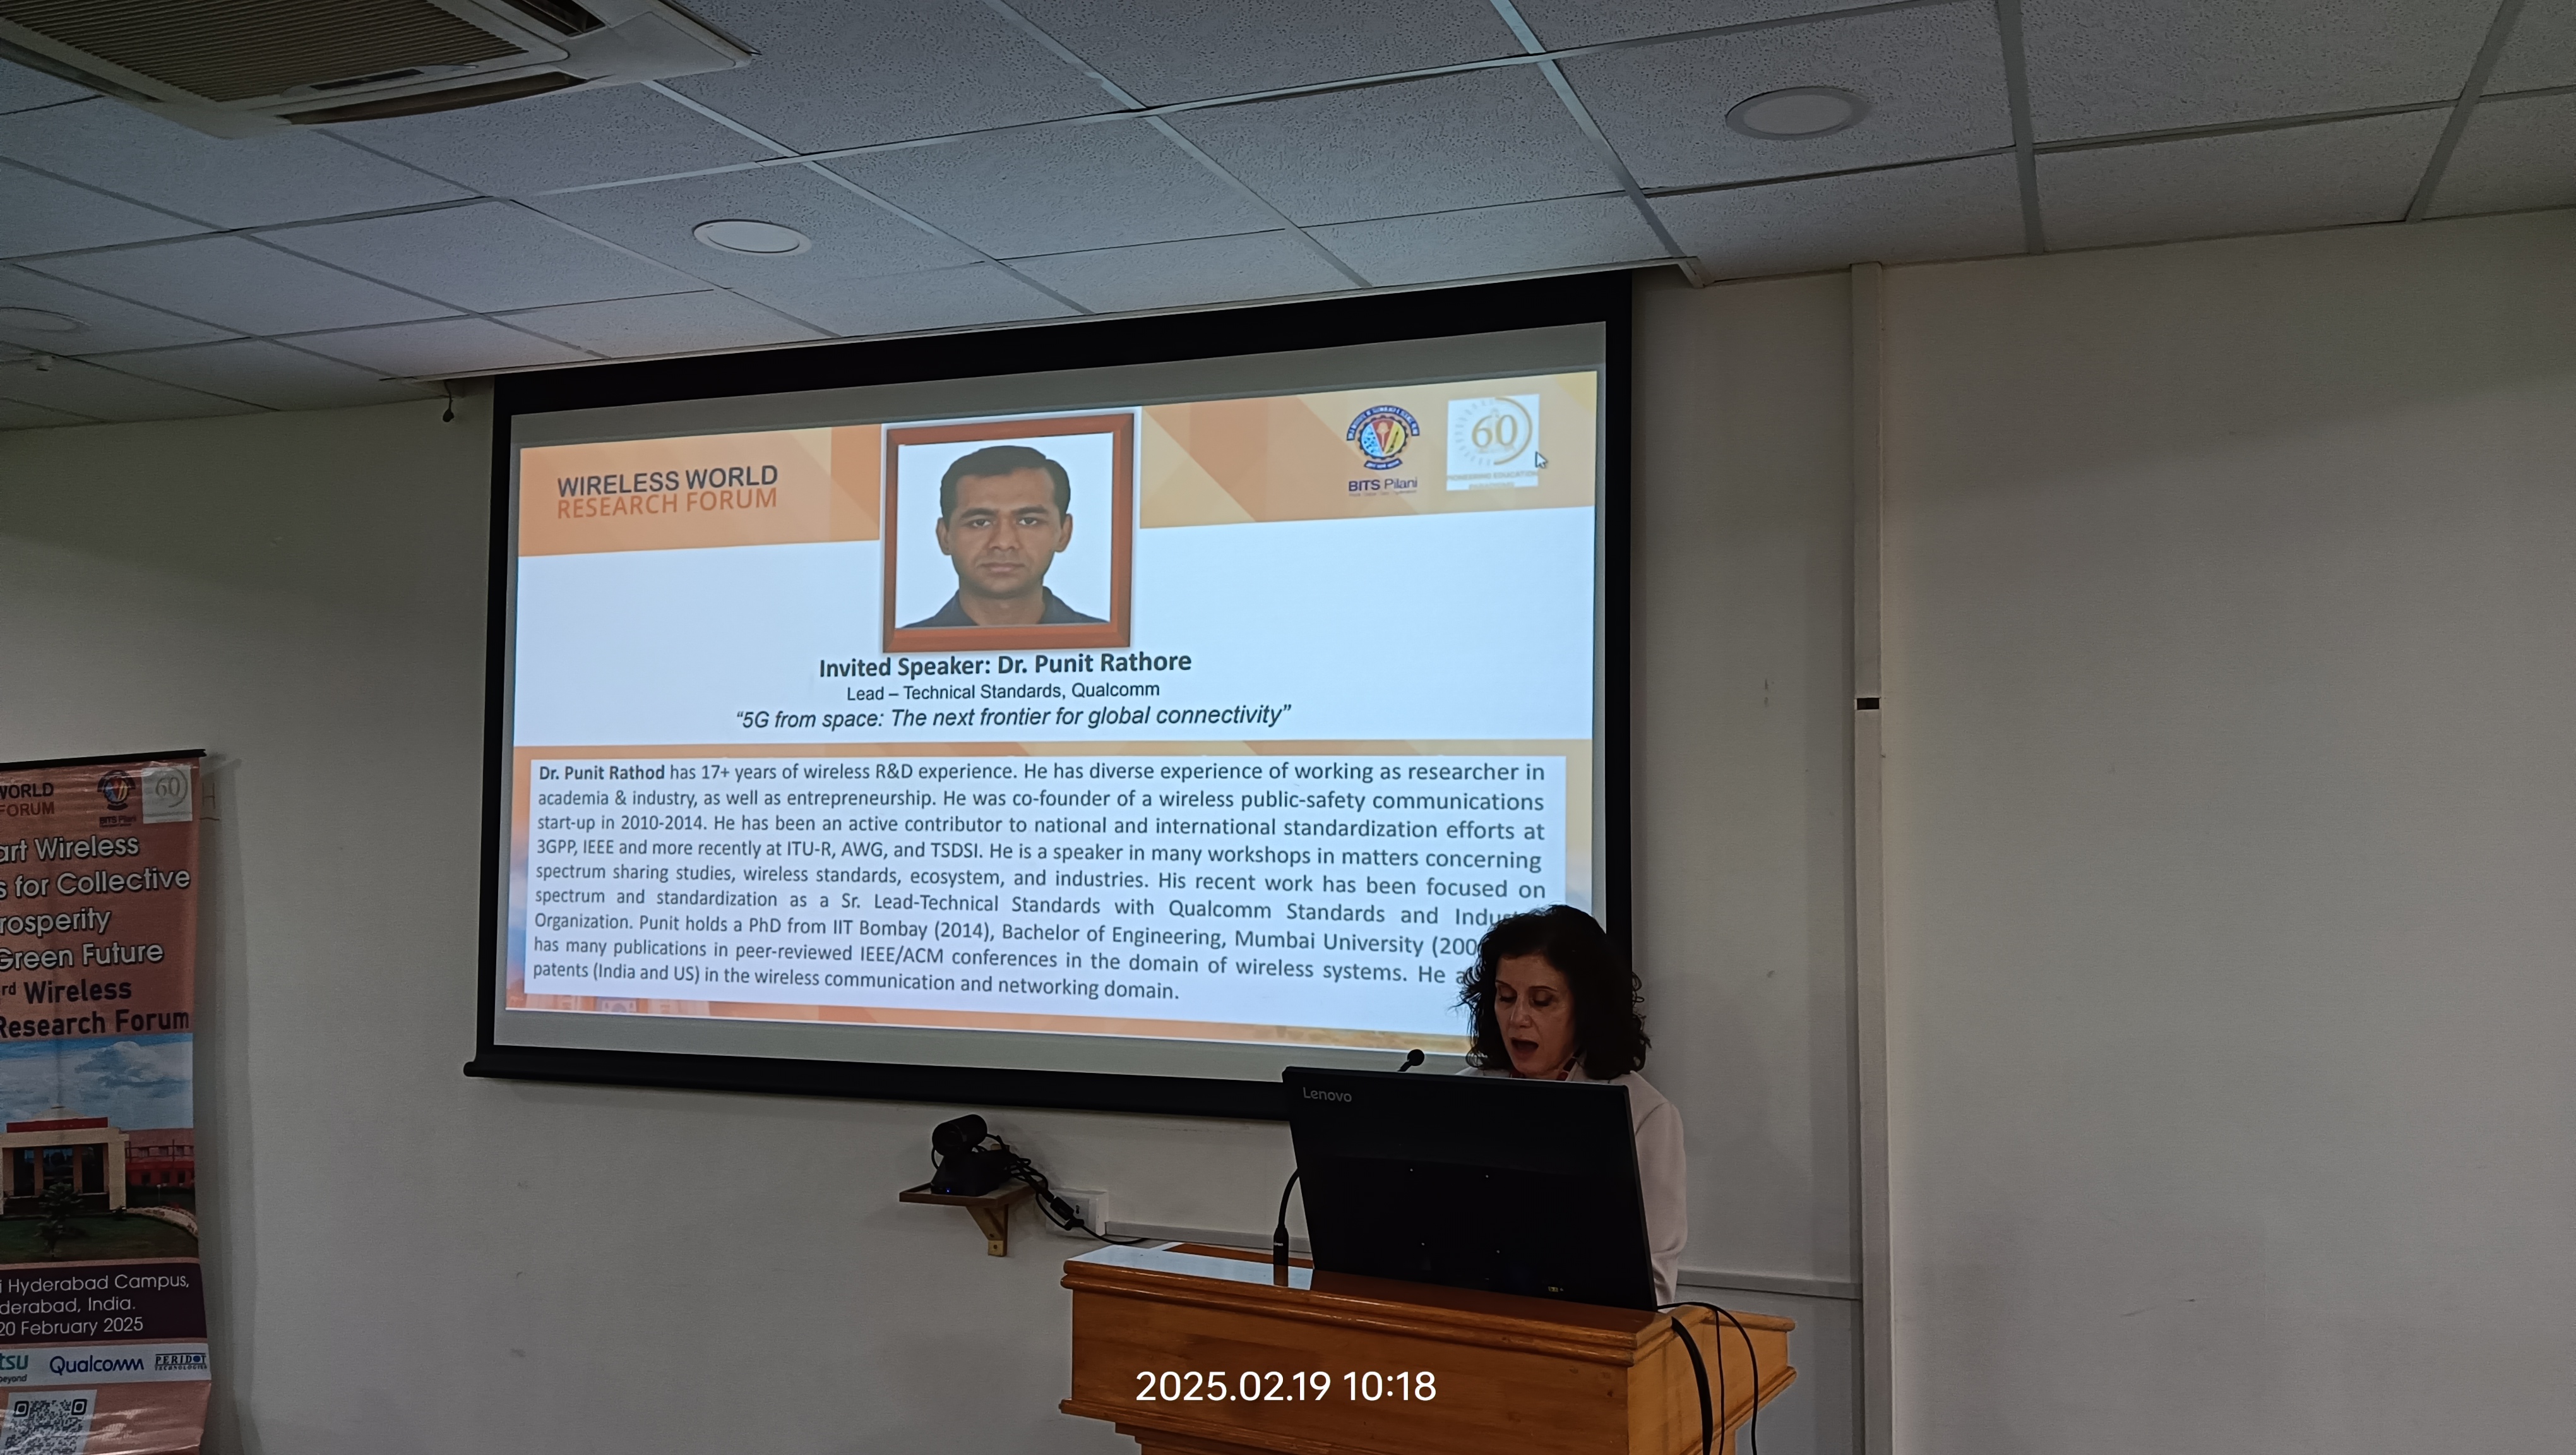 WIRELESS WORLD
RESEARCH FORUM
BITS Pilani
60
Invited Speaker: Dr. Punit Rathore
Lead – Technical Standards, Qualcomm
“5G from space: The next frontier for global connectivity”
Dr. Punit Rathod has 17+ years of wireless R&D experience. He has diverse experience of working as researcher in
academia & industry, as well as entrepreneurship. He was co-founder of a wireless public-safety communications
start-up in 2010-2014. He has been an active contributor to national and international standardization efforts at
3GPP, IEEE and more recently at ITU-R, AWG, and TSDSI. He is a speaker in many workshops in matters concerning
spectrum sharing studies, wireless standards, ecosystem, and industries. His recent work has been focused on
spectrum and standardization as a Sr. Lead-Technical Standards with Qualcomm Standards and
Organization. Punit holds a PhD from IIT Bombay (2014), Bachelor of Engineering, Mumbai University (200
has many publications in peer-reviewed IEEE/ACM conferences in the domain of wireless systems. He
patents (India and US) in the wireless communication and networking domain.
WORLD
FORUM
BITS Pilani
60
art Wireless
s for Collective
rosperity
Green Future
rd Wireless
Research Forum
i Hyderabad Campus,
derabad, India.
20 February 2025
tsu
Qualcomm
PERIDOT
TECHNOLOGIES
beyond
Lenovo
2025.02.19 10:18